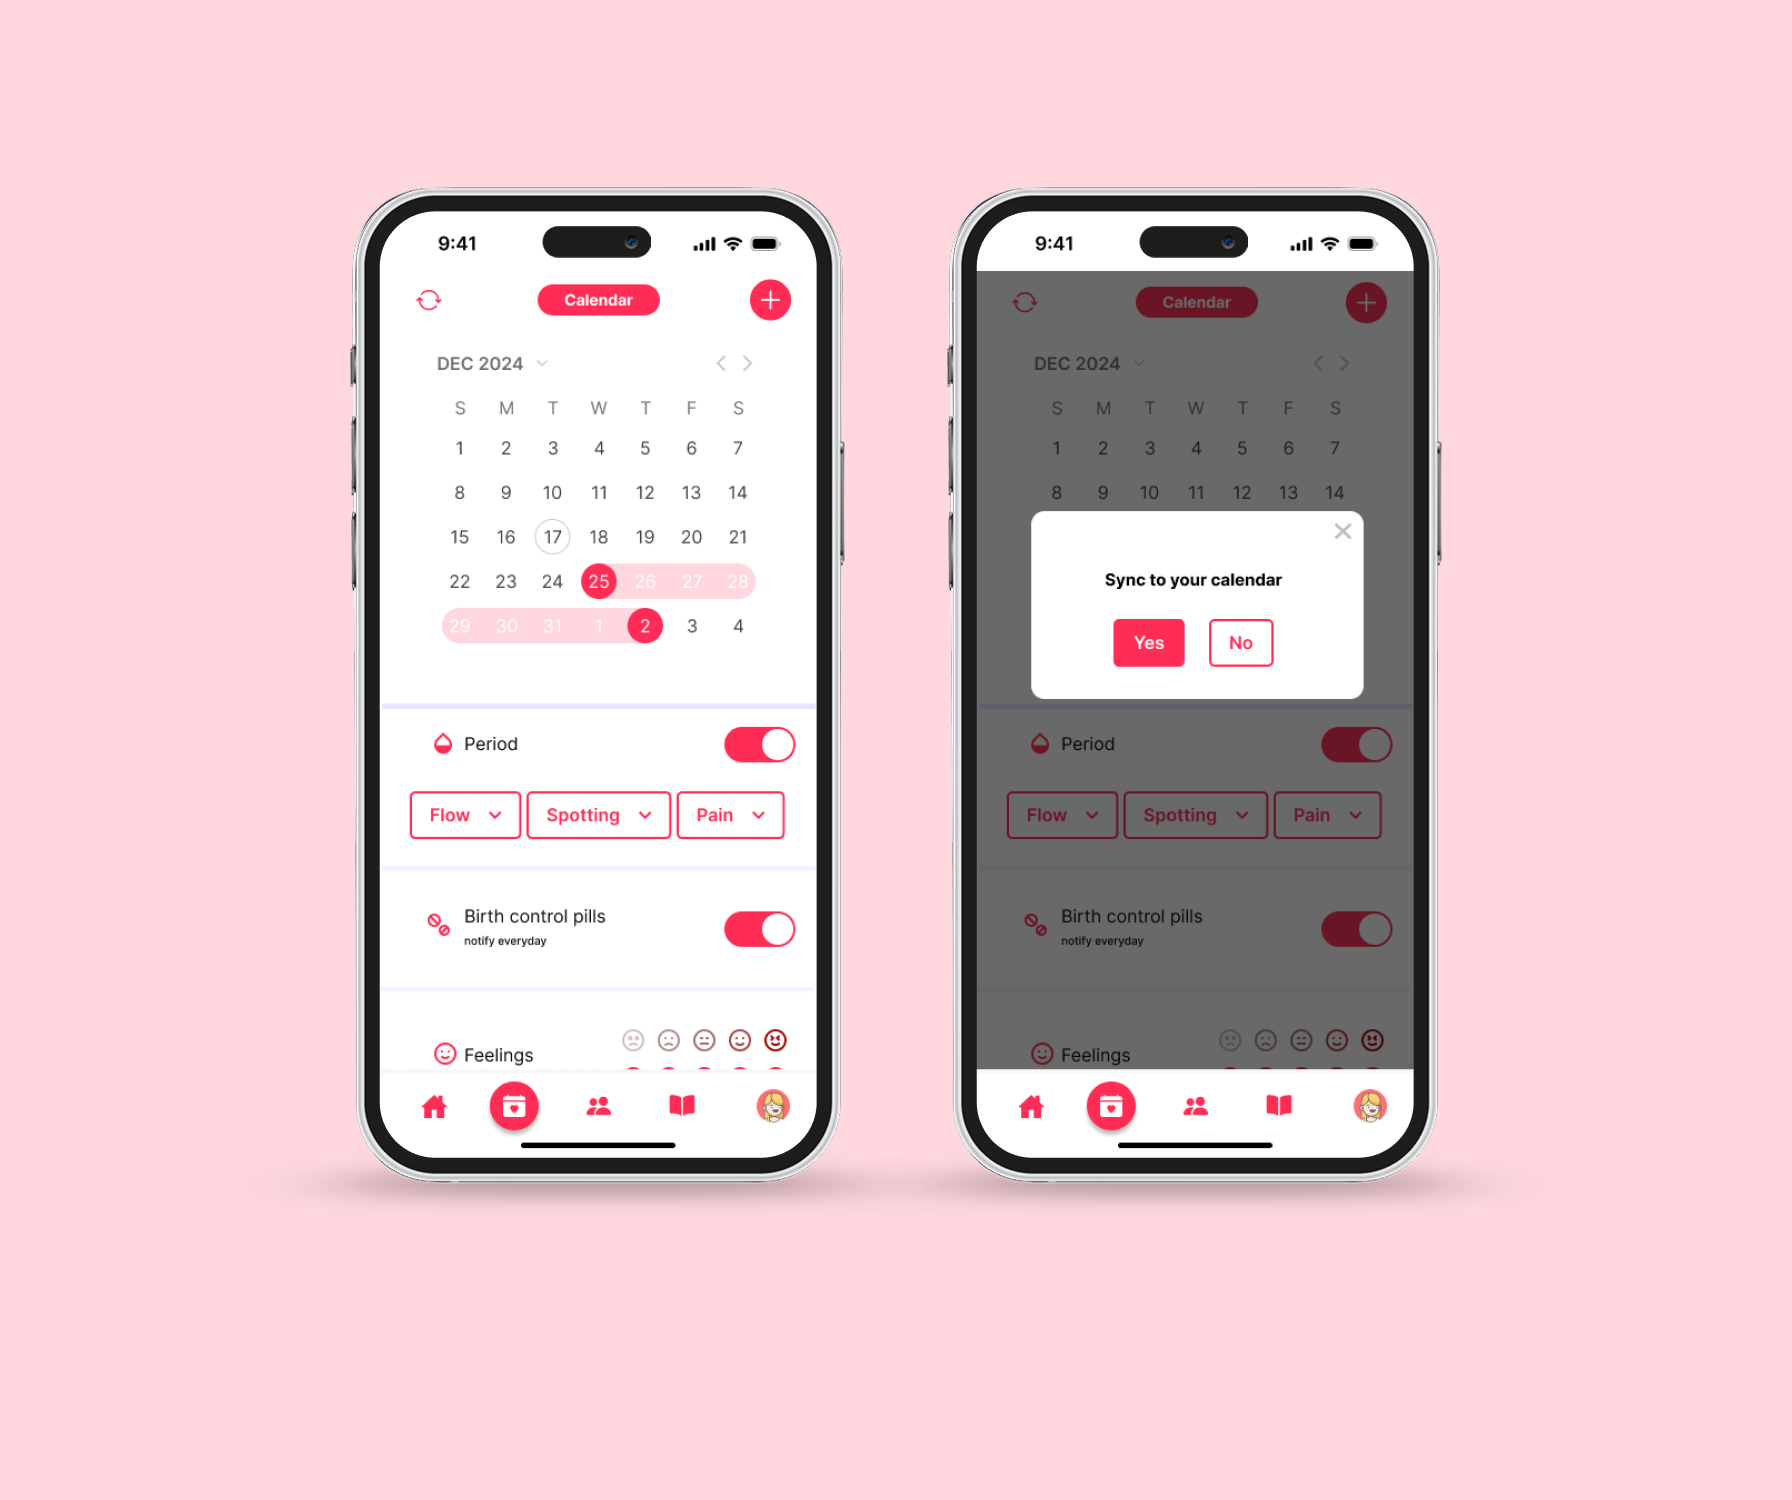 9:41
Calendar
DEC 2024
S M T W T F S
1 2 3 4 5 6 7
8 9 10 11 12 13 14
15 16 17 18 19 20 21
22 23 24 25 26 27 28
29 30 31 1 2 3 4
Period
Flow Spotting Pain
Birth control pills
notify everyday
Feelings
9:41
Calendar
DEC 2024
S M T W T F S
1 2 3 4 5 6 7
8 9 10 11 12 13 14
Sync to your calendar
Yes No
Period
Flow Spotting Pain
Birth control pills
notify everyday
Feelings